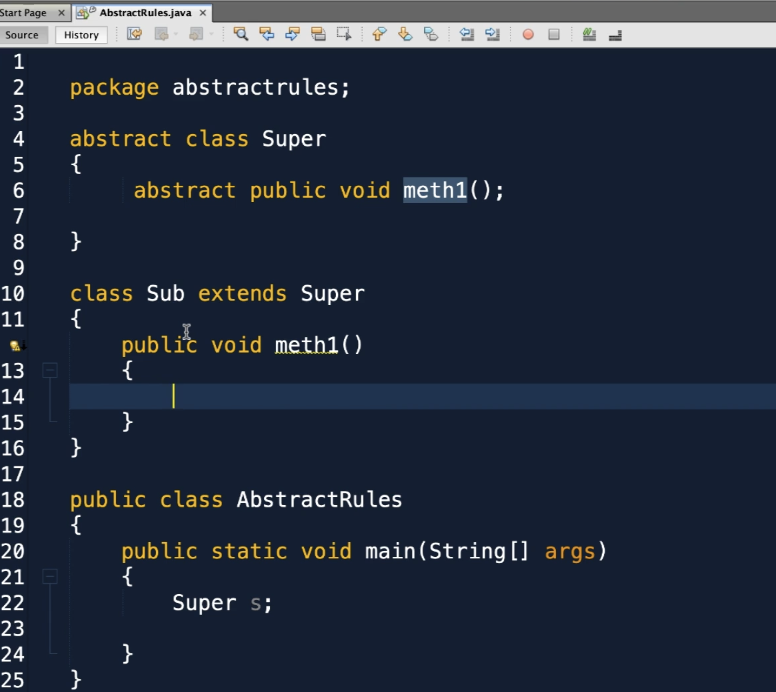 Start Page × AbstractRules.java ×
Source History
1
2 package abstractrules;
3
4 abstract class Super
5 {
6 abstract public void meth1();
7
8 }
9
10 class Sub extends Super
11 {
public void meth1()
13 {
14
15 }
16 }
17
18 public class AbstractRules
19 {
20 public static void main(String[] args)
21 {
22 Super s;
23
24 }
25 }